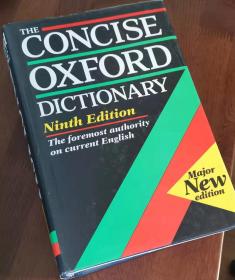 THE
CONCISE
OXFORD
DICTIONARY
Ninth Edition
The foremost authority
on current English
Major
New
edition